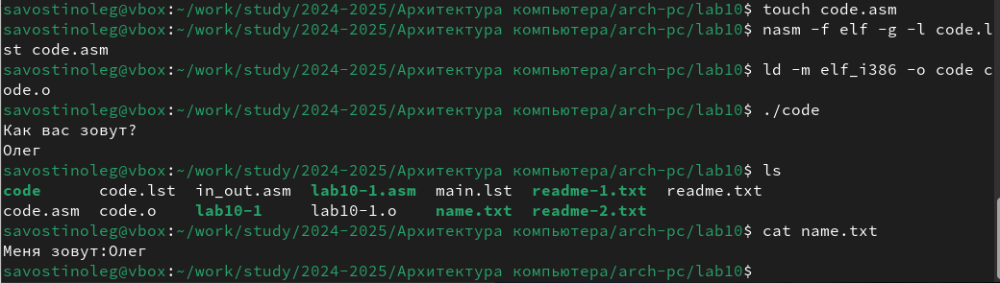 savostinoleg@vbox:~/work/study/2024-2025/Архитектура компьютера/arch-pc/lab10$ touch code.asm
savostinoleg@vbox:~/work/study/2024-2025/Архитектура компьютера/arch-pc/lab10$ nasm -f elf -g -l code.l
st code.asm
savostinoleg@vbox:~/work/study/2024-2025/Архитектура компьютера/arch-pc/lab10$ ld -m elf_i386 -o code c
ode.o
savostinoleg@vbox:~/work/study/2024-2025/Архитектура компьютера/arch-pc/lab10$ ./code
Как вас зовут?
Олег
savostinoleg@vbox:~/work/study/2024-2025/Архитектура компьютера/arch-pc/lab10$ ls
code code.lst in_out.asm lab10-1.asm main.lst readme-1.txt readme.txt
code.asm code.o lab10-1 lab10-1.o name.txt readme-2.txt
savostinoleg@vbox:~/work/study/2024-2025/Архитектура компьютера/arch-pc/lab10$ cat name.txt
Меня зовут:Олег
savostinoleg@vbox:~/work/study/2024-2025/Архитектура компьютера/arch-pc/lab10$